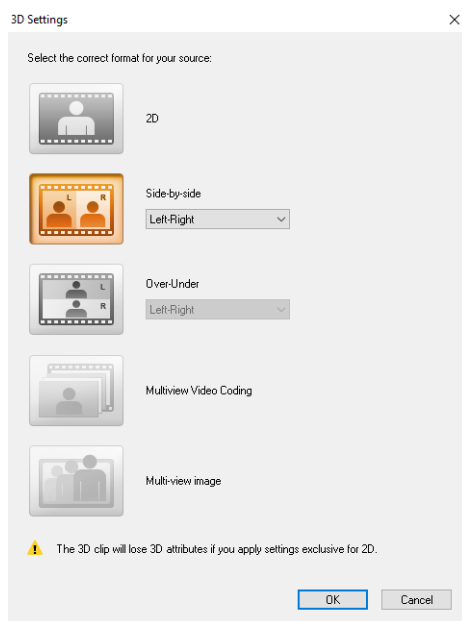 3D Settings
Select the correct format for your source:
2D
L R
Side-by-side
Left-Right
L
R
Over-Under
Left-Right
Multiview Video Coding
Multi-view image
The 3D clip will lose 3D attributes if you apply settings exclusive for 2D.
OK Cancel